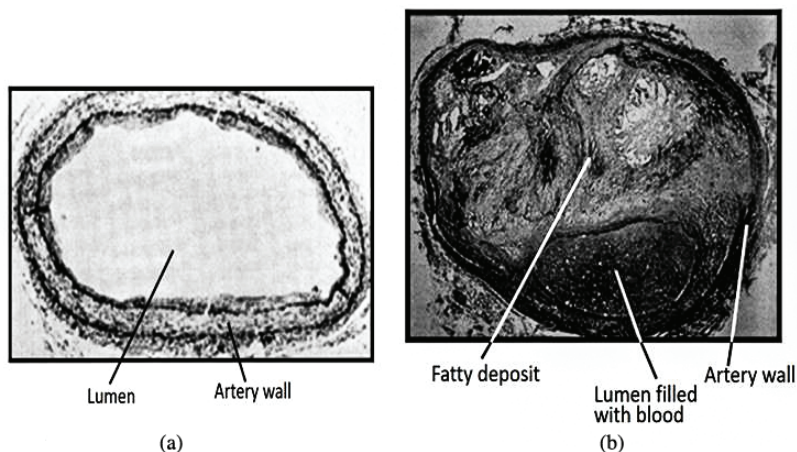 Lumen
Artery wall
(a)
Fatty deposit
Lumen filled
with blood
Artery wall
(b)